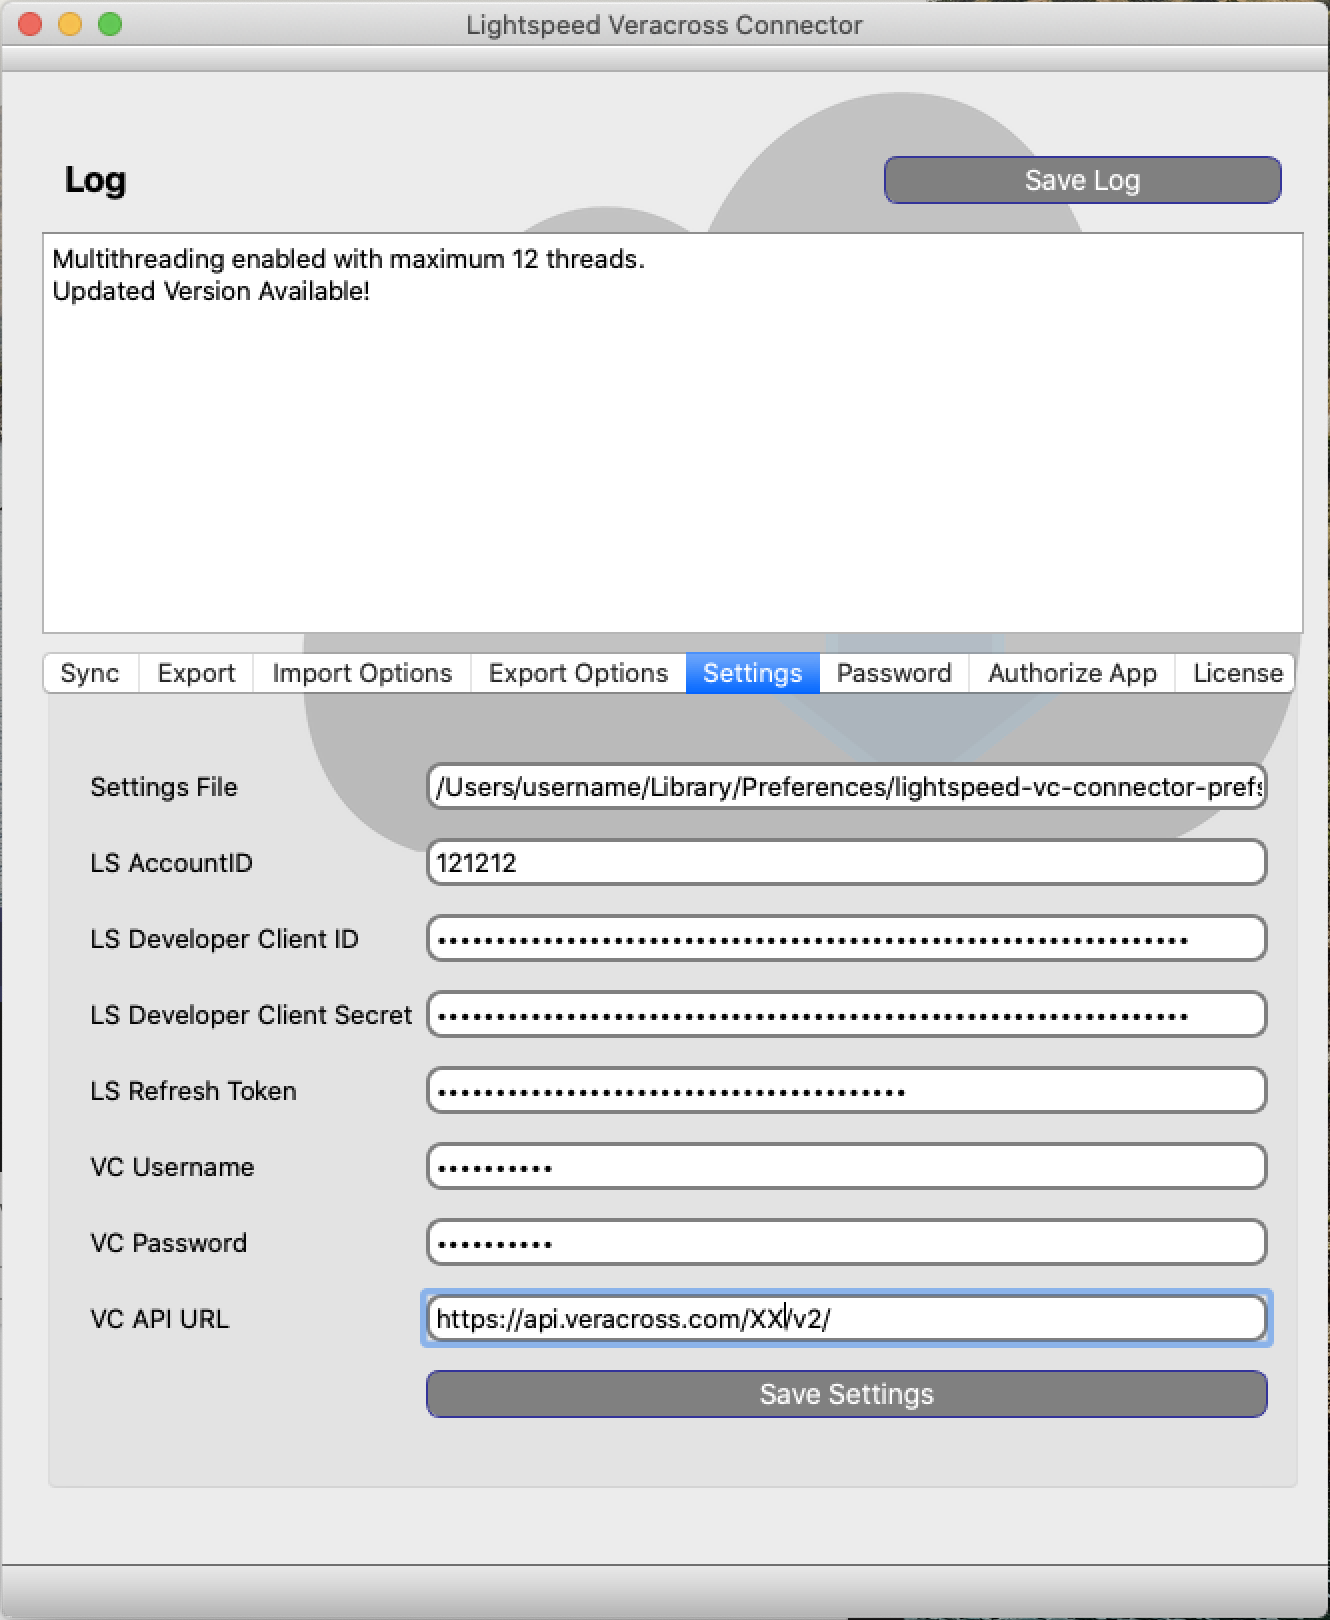 Lightspeed Veracross Connector
Log
Save Log
Multithreading enabled with maximum 12 threads.
Updated Version Available!
Sync Export Import Options Export Options Settings Password Authorize App License
Settings File /Users/username/Library/Preferences/lightspeed-vc-connector-prefs
LS AccountID 121212
LS Developer Client ID ••••••••••••••••••••••••••••••••••••••••••••••••••••••••••••••••
LS Developer Client Secret ••••••••••••••••••••••••••••••••••••••••••••••••••••••••••••••••
LS Refresh Token ••••••••••••••••••••••••••••••••••••••••
VC Username ••••••••••
VC Password ••••••••••
VC API URL https://api.veracross.com/XX/v2/
Save Settings